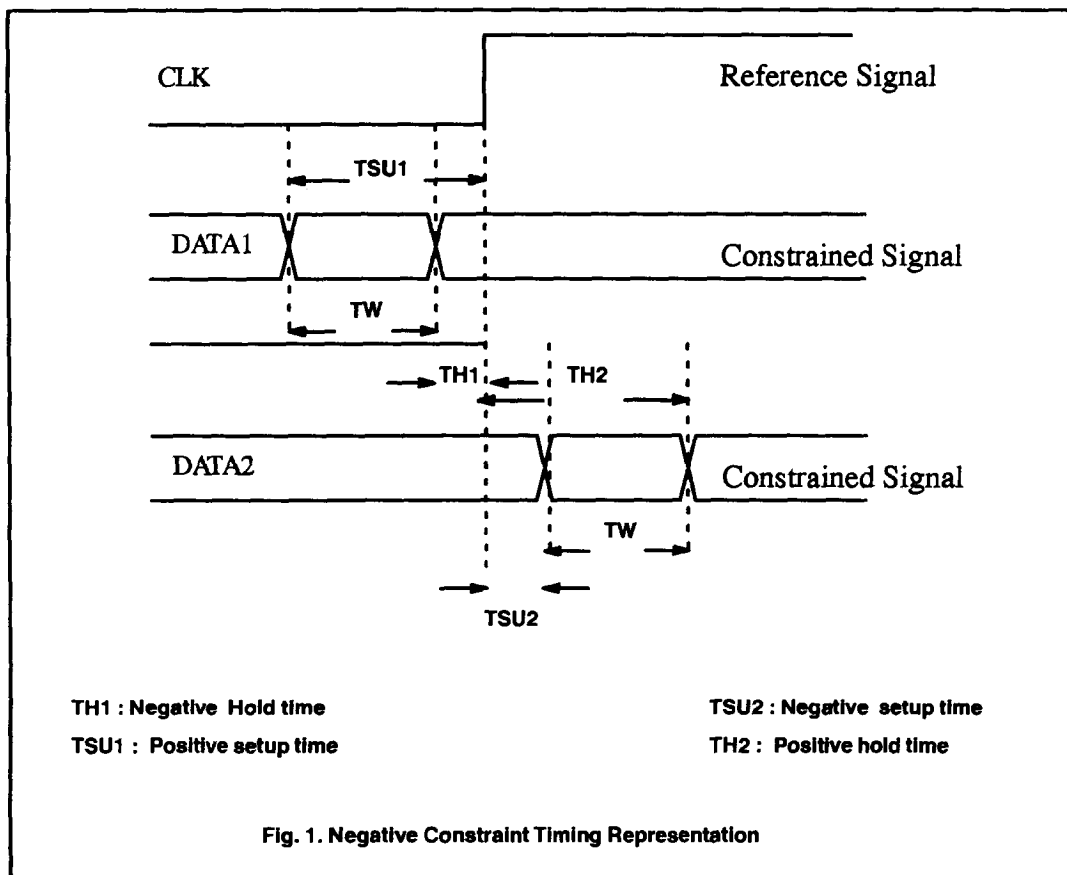 CLK
Reference Signal
TSU1
DATA1
Constrained Signal
TW
TH1
TH2
DATA2
Constrained Signal
TW
TSU2
TH1 : Negative Hold time
TSU2 : Negative setup time
TSU1 : Positive setup time
TH2 : Positive hold time
Fig. 1. Negative Constraint Timing Representation